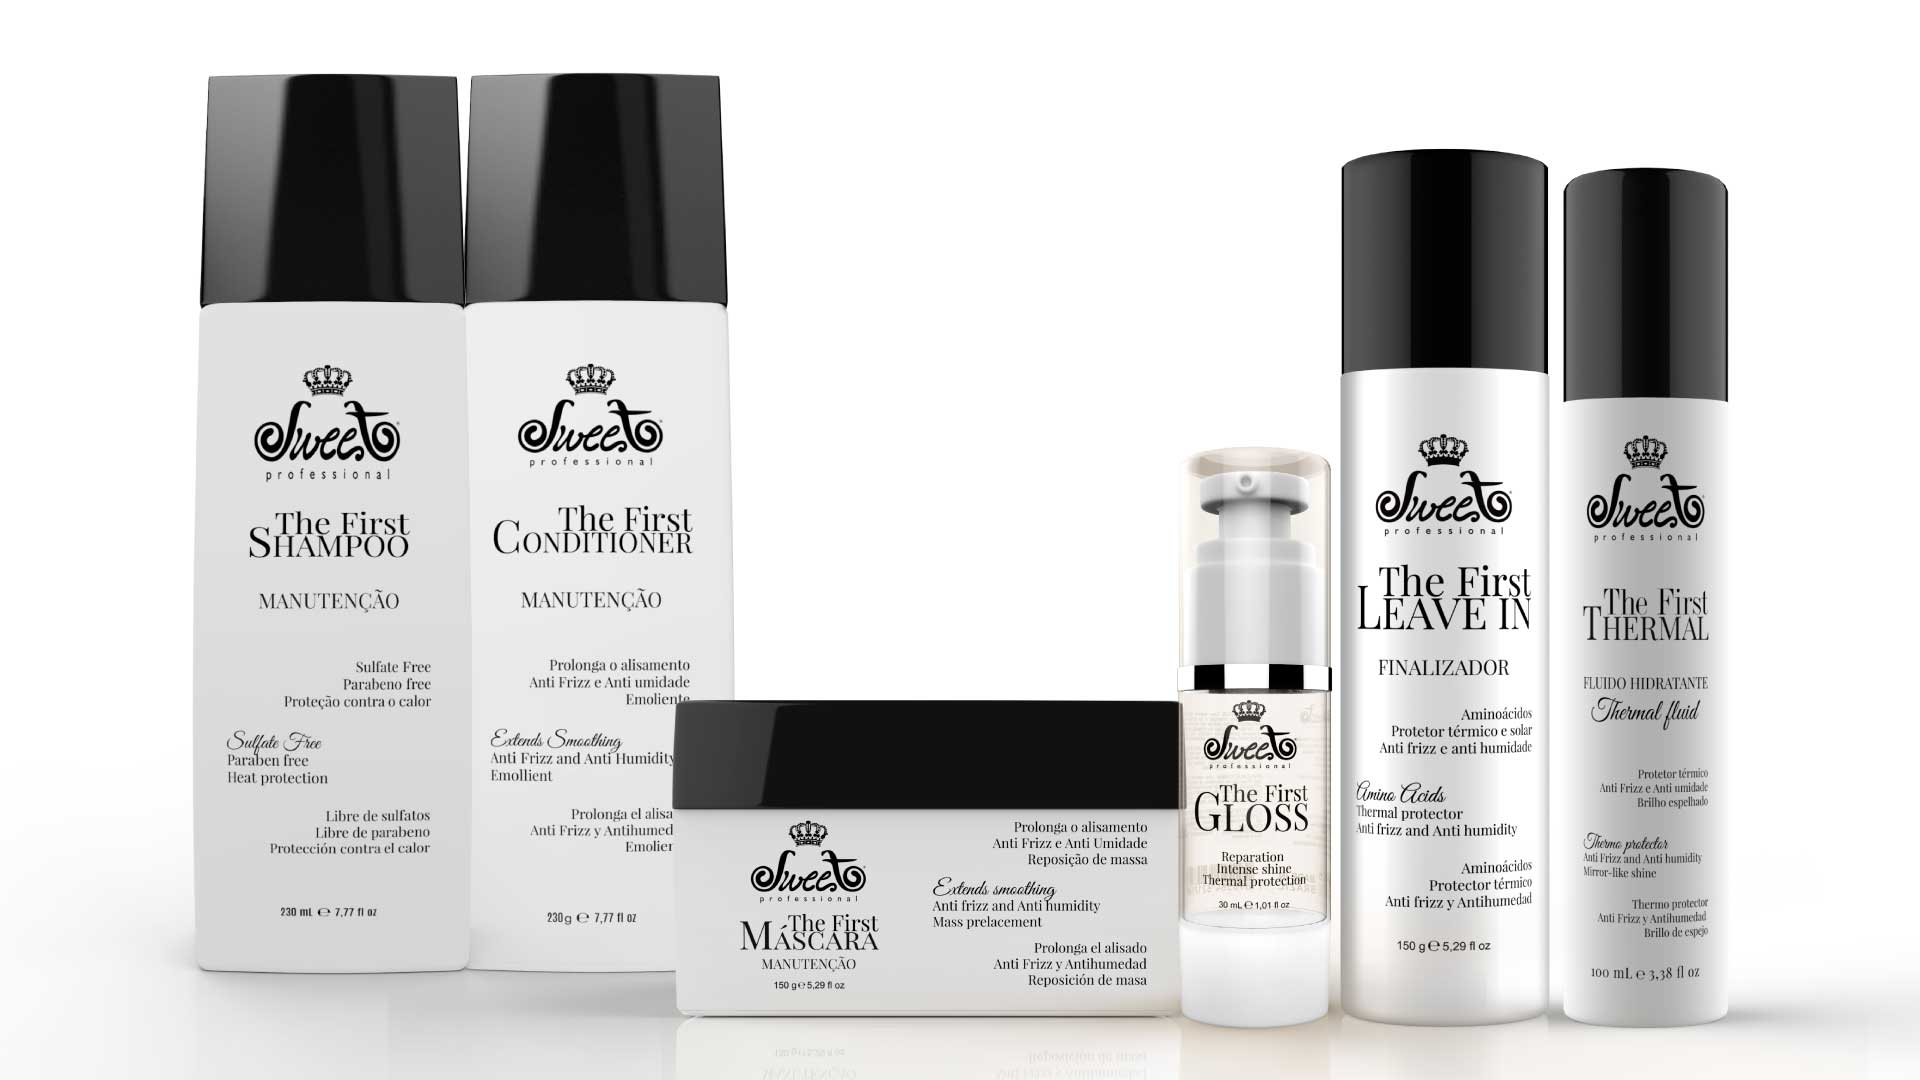 Sweet
professional
The First
SHAMPOO
MANUTENÇÃO
Sulfate Free
Parabeno free
Proteção contra o calor
Sulfate Free
Paraben free
Heat protection
Libre de sulfatos
Libre de parabeno
Protección contra el calor
230 mL ℮ 7,77 fl oz
Sweet
professional
The First
CONDITIONER
MANUTENÇÃO
Prolonga o alisamento
Anti Frizz e Anti umidade
Emoliente
Extends Smoothing
Anti Frizz and Anti Humidity
Emollient
Prolonga el alisa
Anti Frizz y Antihumed
Emolien
230g ℮ 7,77 fl oz
Sweet
professional
The First
MÁSCARA
MANUTENÇÃO
150 g ℮ 5,29 fl oz
Prolonga o alisamento
Anti Frizz e Anti Umidade
Reposição de massa
Extends smoothing
Anti frizz and Anti humidity
Mass prelacement
Prolonga el alisado
Anti Frizz y Antihumedad
Reposición de masa
Sweet
professional
The First
GLOSS
Reparation
Intense shine
Thermal protection
30 mL ℮ 1,01 fl oz
Sweet
professional
The First
LEAVE IN
FINALIZADOR
Aminoácidos
Protetor térmico e solar
Anti frizz e anti humidade
Amino Acids
Thermal protector
Anti frizz and Anti humidity
Aminoácidos
Protector térmico
Anti frizz y Antihumedad
150 g ℮ 5,29 fl oz
Sweet
professional
The First
THERMAL
FLUIDO HIDRATANTE
Thermal fluid
Protetor térmico
Anti Frizz e Anti umidade
Brilho espelhado
Thermo protector
Anti Frizz and Anti humidity
Mirror-like shine
Thermo protector
Anti Frizz y Antihumedad
Brillo de espejo
100 mL ℮ 3,38 fl oz